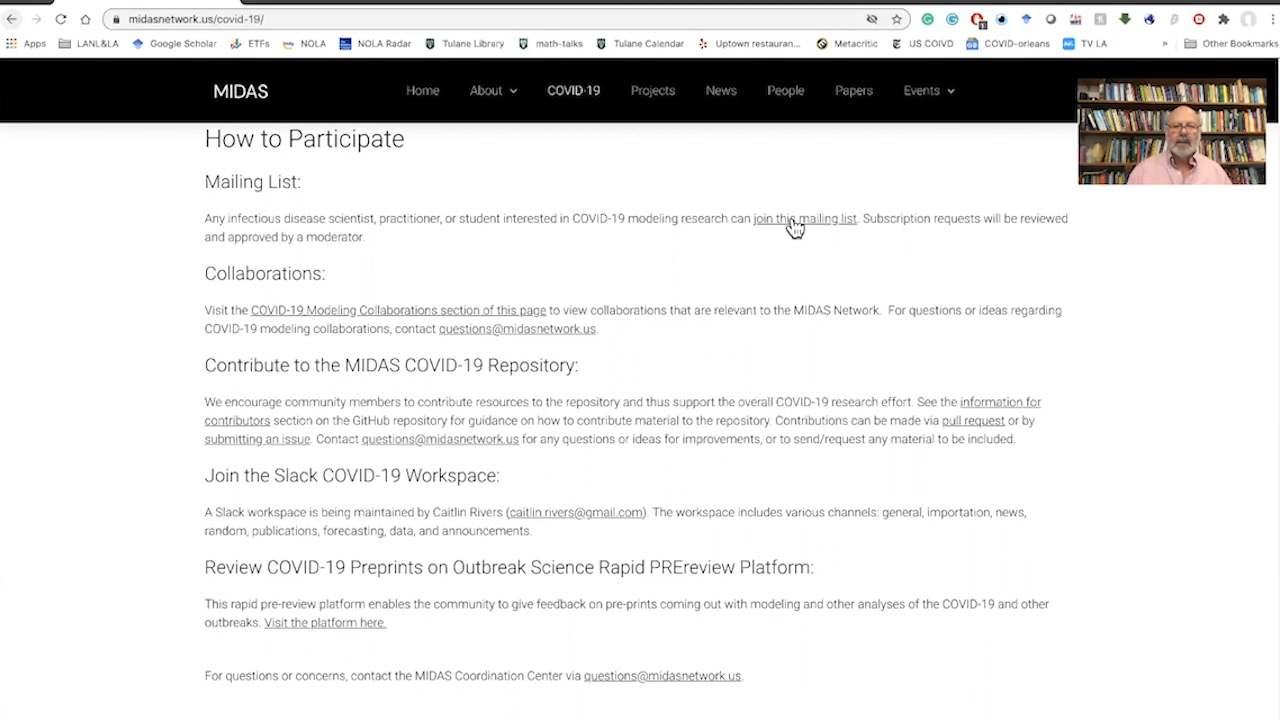 midasnetwork.us/covid-19/
Apps LANL&LA Google Scholar ETFs NOLA NOLA Radar Tulane Library math-talks Tulane Calendar Uptown restauran... Metacritic US COIVD COVID-orleans TV LA » Other Bookmarks
MIDAS Home About COVID-19 Projects News People Papers Events
How to Participate
Mailing List:
Any infectious disease scientist, practitioner, or student interested in COVID-19 modeling research can join this mailing list. Subscription requests will be reviewed
and approved by a moderator.
Collaborations:
Visit the COVID-19 Modeling Collaborations section of this page to view collaborations that are relevant to the MIDAS Network. For questions or ideas regarding
COVID-19 modeling collaborations, contact questions@midasnetwork.us.
Contribute to the MIDAS COVID-19 Repository:
We encourage community members to contribute resources to the repository and thus support the overall COVID-19 research effort. See the information for
contributors section on the GitHub repository for guidance on how to contribute material to the repository. Contributions can be made via pull request or by
submitting an issue. Contact questions@midasnetwork.us for any questions or ideas for improvements, or to send/request any material to be included.
Join the Slack COVID-19 Workspace:
A Slack workspace is being maintained by Caitlin Rivers (caitlin.rivers@gmail.com). The workspace includes various channels: general, importation, news,
random, publications, forecasting, data, and announcements.
Review COVID-19 Preprints on Outbreak Science Rapid PREreview Platform:
This rapid pre-review platform enables the community to give feedback on pre-prints coming out with modeling and other analyses of the COVID-19 and other
outbreaks. Visit the platform here.
For questions or concerns, contact the MIDAS Coordination Center via questions@midasnetwork.us.